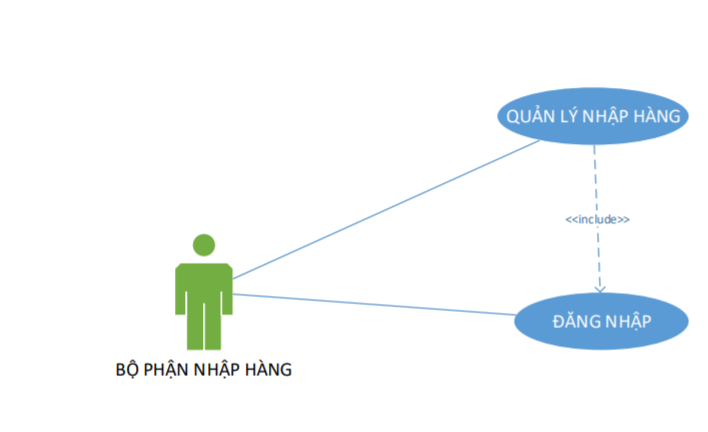 QUẢN LÝ NHẬP HÀNG
<<include>>
ĐĂNG NHẬP
BỘ PHẬN NHẬP HÀNG